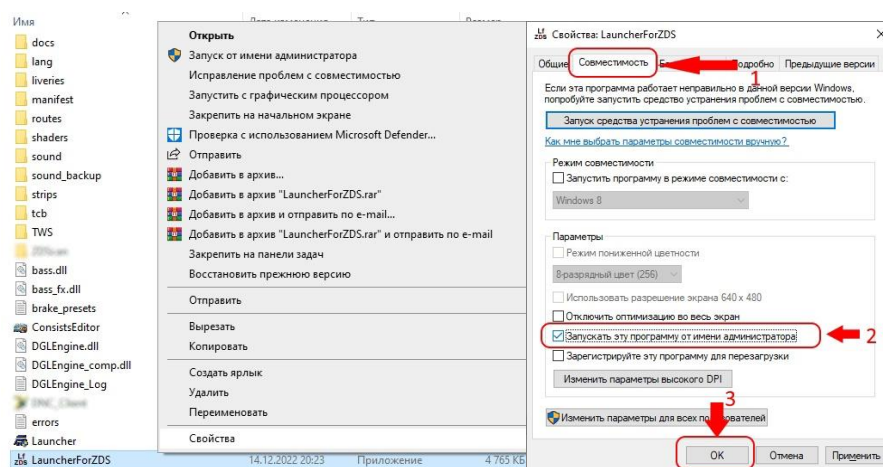 Имя
docs
lang
liveries
manifest
routes
shaders
sound
sound_backup
strips
tcb
TWS
bass.dll
bass_fx.dll
brake_presets
ConsistsEditor
DGLEngine.dll
DGLEngine_comp.dll
DGLEngine_Log
errors
Launcher
LauncherForZDS
14.12.2022 20:23 Приложение 4 765 КБ
Открыть
Запуск от имени администратора
Исправление проблем с совместимостью
Запустить с графическим процессором
Закрепить на начальном экране
Проверка с использованием Microsoft Defender...
Отправить
Добавить в архив...
Добавить в архив "LauncherForZDS.rar"
Добавить в архив и отправить по e-mail...
Добавить в архив "LauncherForZDS.rar" и отправить по e-mail
Закрепить на панели задач
Восстановить прежнюю версию
Отправить
Вырезать
Копировать
Создать ярлык
Удалить
Переименовать
Свойства
Lf ZDS Свойства: LauncherForZDS
Общие Совместимость Подробно Предыдущие версии
1
Если эта программа работает неправильно в данной версии Windows,
попробуйте запустить средство устранения проблем с совместимостью.
Запуск средства устранения проблем с совместимостью
Как мне выбрать параметры совместимости вручную?
Режим совместимости
Запустить программу в режиме совместимости с:
Windows 8
Параметры
Режим пониженной цветности
8-разрядный цвет (256)
Использовать разрешение экрана 640 x 480
Отключить оптимизацию во весь экран
Запускать эту программу от имени администратора
2
Зарегистрируйте эту программу для перезагрузки
Изменить параметры высокого DPI
3
Изменить параметры для всех пользователей
OK Отмена Применить